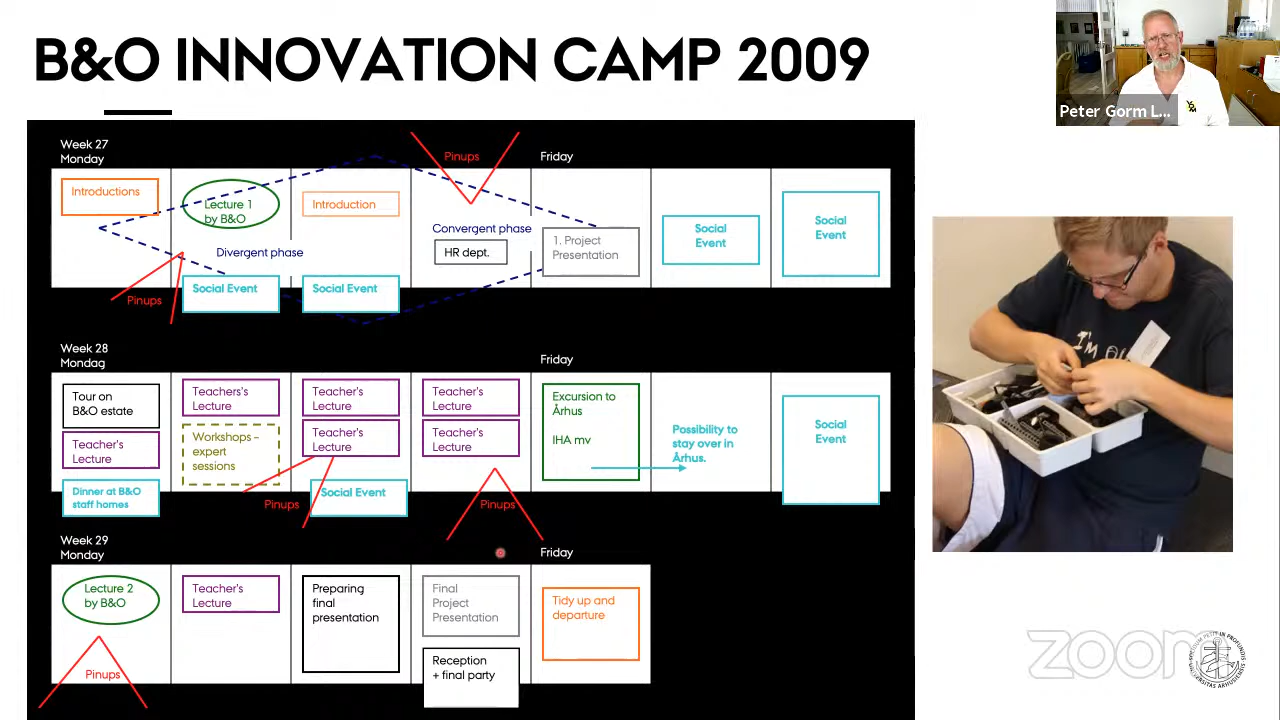 B&O INNOVATION CAMP 2009
Peter Gorm L...
Week 27
Monday
Pinups
Friday
Introductions
Lecture 1
by B&O
Introduction
Social
Event
Social
Event
Convergent phase
Divergent phase
HR dept.
1. Project
Presentation
Social Event
Social Event
Pinups
Week 28
Mondag
Friday
Tour on
B&O estate
Teachers's
Lecture
Teacher's
Lecture
Teacher's
Lecture
Excursion to
Århus
IHA mv
Teacher's
Lecture
Workshops –
expert
sessions
Teacher's
Lecture
Teacher's
Lecture
Possibility to
stay over in
Århus.
Social
Event
Dinner at B&O
staff homes
Social Event
Pinups
Pinups
Week 29
Monday
Friday
Lecture 2
by B&O
Teacher's
Lecture
Preparing
final
presentation
Final
Project
Presentation
Tidy up and
departure
Reception
+ final party
Pinups
I'M
zoom